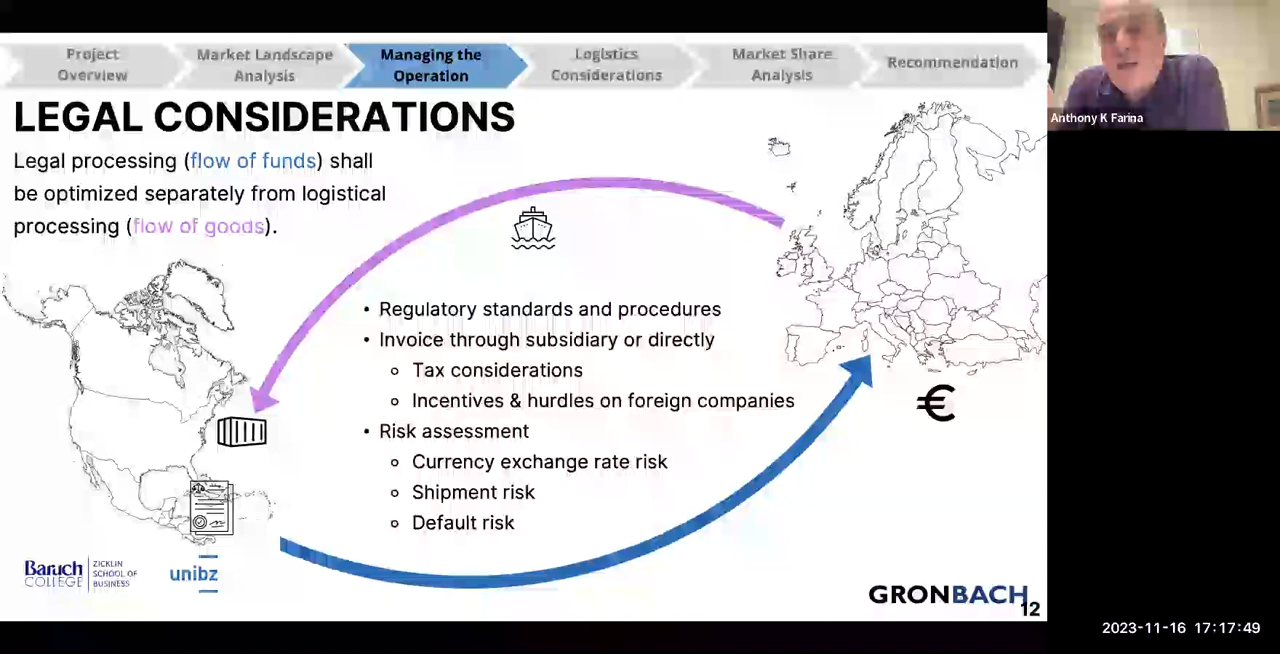 Project
Overview
Market Landscape
Analysis
Managing the
Operation
Logistics
Considerations
Market Share
Analysis
Recommendation
LEGAL CONSIDERATIONS
Legal processing (flow of funds) shall
be optimized separately from logistical
processing (flow of goods).
• Regulatory standards and procedures
• Invoice through subsidiary or directly
Tax considerations
Incentives & hurdles on foreign companies
• Risk assessment
Currency exchange rate risk
Shipment risk
Default risk
€
Baruch
COLLEGE
ZICKLIN
SCHOOL OF
BUSINESS
unibz
GRONBACH
12
Anthony K Farina
2023-11-16 17:17:49